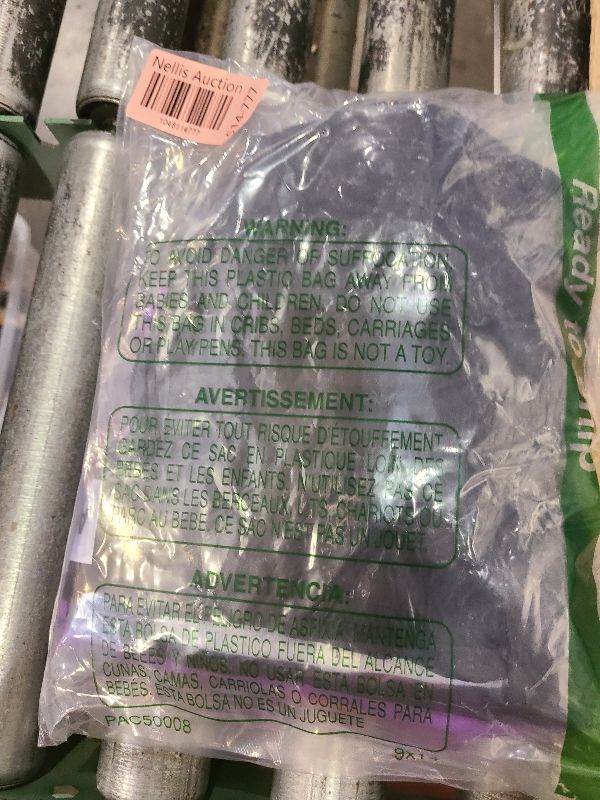 Nellis Auction
1048514777
WARNING:
TO AVOID DANGER OF SUFFOCATION,
KEEP THIS PLASTIC BAG AWAY FROM
BABIES AND CHILDREN. DO NOT USE
THIS BAG IN CRIBS, BEDS, CARRIAGES
OR PLAY PENS. THIS BAG IS NOT A TOY.
AVERTISSEMENT:
POUR ÉVITER TOUT RISQUE D'ÉTOUFFEMENT,
GARDEZ CE SAC EN PLASTIQUE LOIN DES
BÉBÉS ET LES ENFANTS. N'UTILISEZ PAS CE
SAC DANS LES BERCEAUX, LITS, CHARIOTS OU
PARC AU BÉBÉ. CE SAC N'EST PAS UN JOUET.
ADVERTENCIA:
PARA EVITAR EL PELIGRO DE ASFIXIA, MANTENGA
ESTA BOLSA DE PLASTICO FUERA DEL ALCANCE
DE BEBES Y NIÑOS. NO USAR ESTA BOLSA EN
CUNAS, CAMAS, CARRIOLAS O CORRALES PARA
BEBES. ESTA BOLSA NO ES UN JUGUETE
PAC50008
Ready to Ship